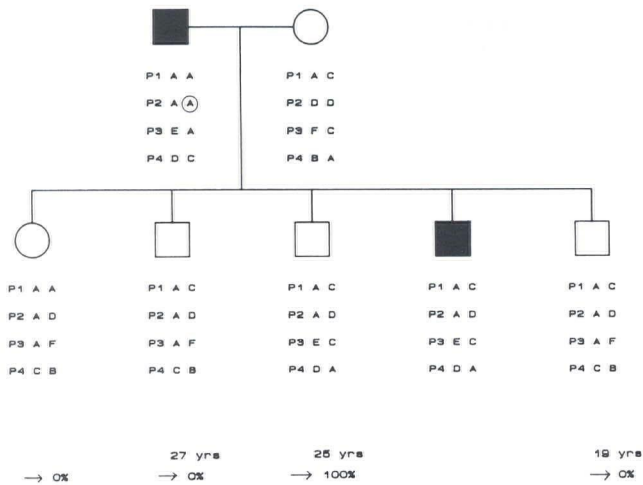 P1 A A P1 A C
P2 A A P2 D D
P3 E A P3 F C
P4 D C P4 B A
P1 A A P1 A C P1 A C P1 A C P1 A C
P2 A D P2 A D P2 A D P2 A D P2 A D
P3 A F P3 A F P3 E C P3 E C P3 A F
P4 C B P4 C B P4 D A P4 D A P4 C B
27 yrs 25 yrs 19 yrs
→ 0% → 0% → 100% → 0%